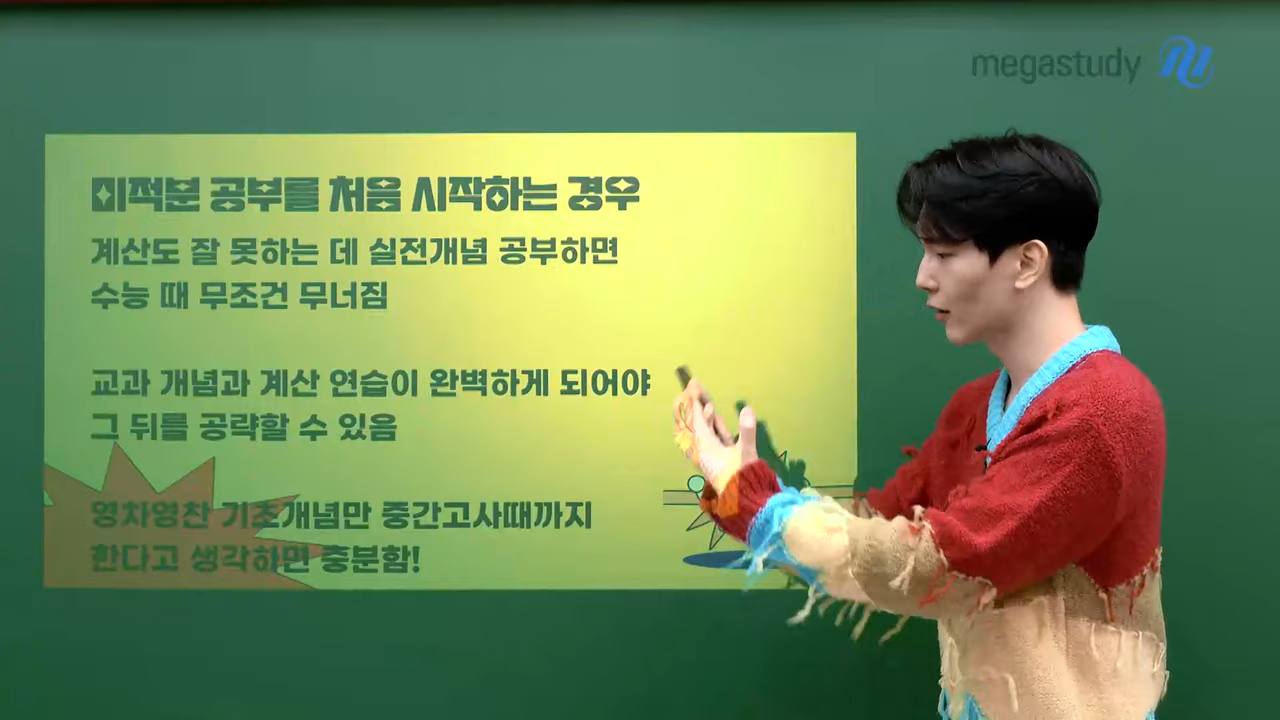 megastudy
미적분 공부를 처음 시작하는 경우
계산도 잘 못하는 데 실전개념 공부하면
수능 때 무조건 무너짐
교과 개념과 계산 연습이 완벽하게 되어야
그 뒤를 공략할 수 있음
영차영찬 기초개념만 중간고사때까지
한다고 생각하면 충분함!